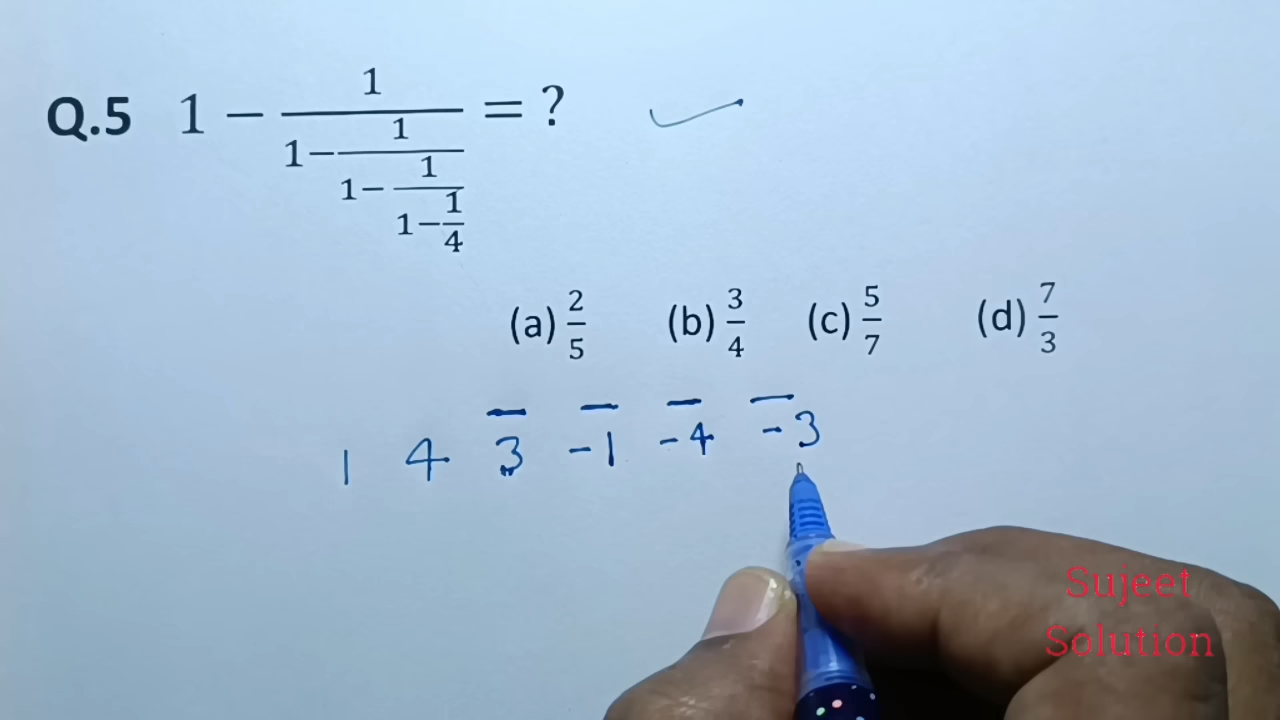 Q.5 1 − 1/(1−1/(1−1/(1−1/4))) = ?
(a) 2/5 (b) 3/4 (c) 5/7 (d) 7/3
1 4 3 -1 -4 -3
Sujeet
Solution